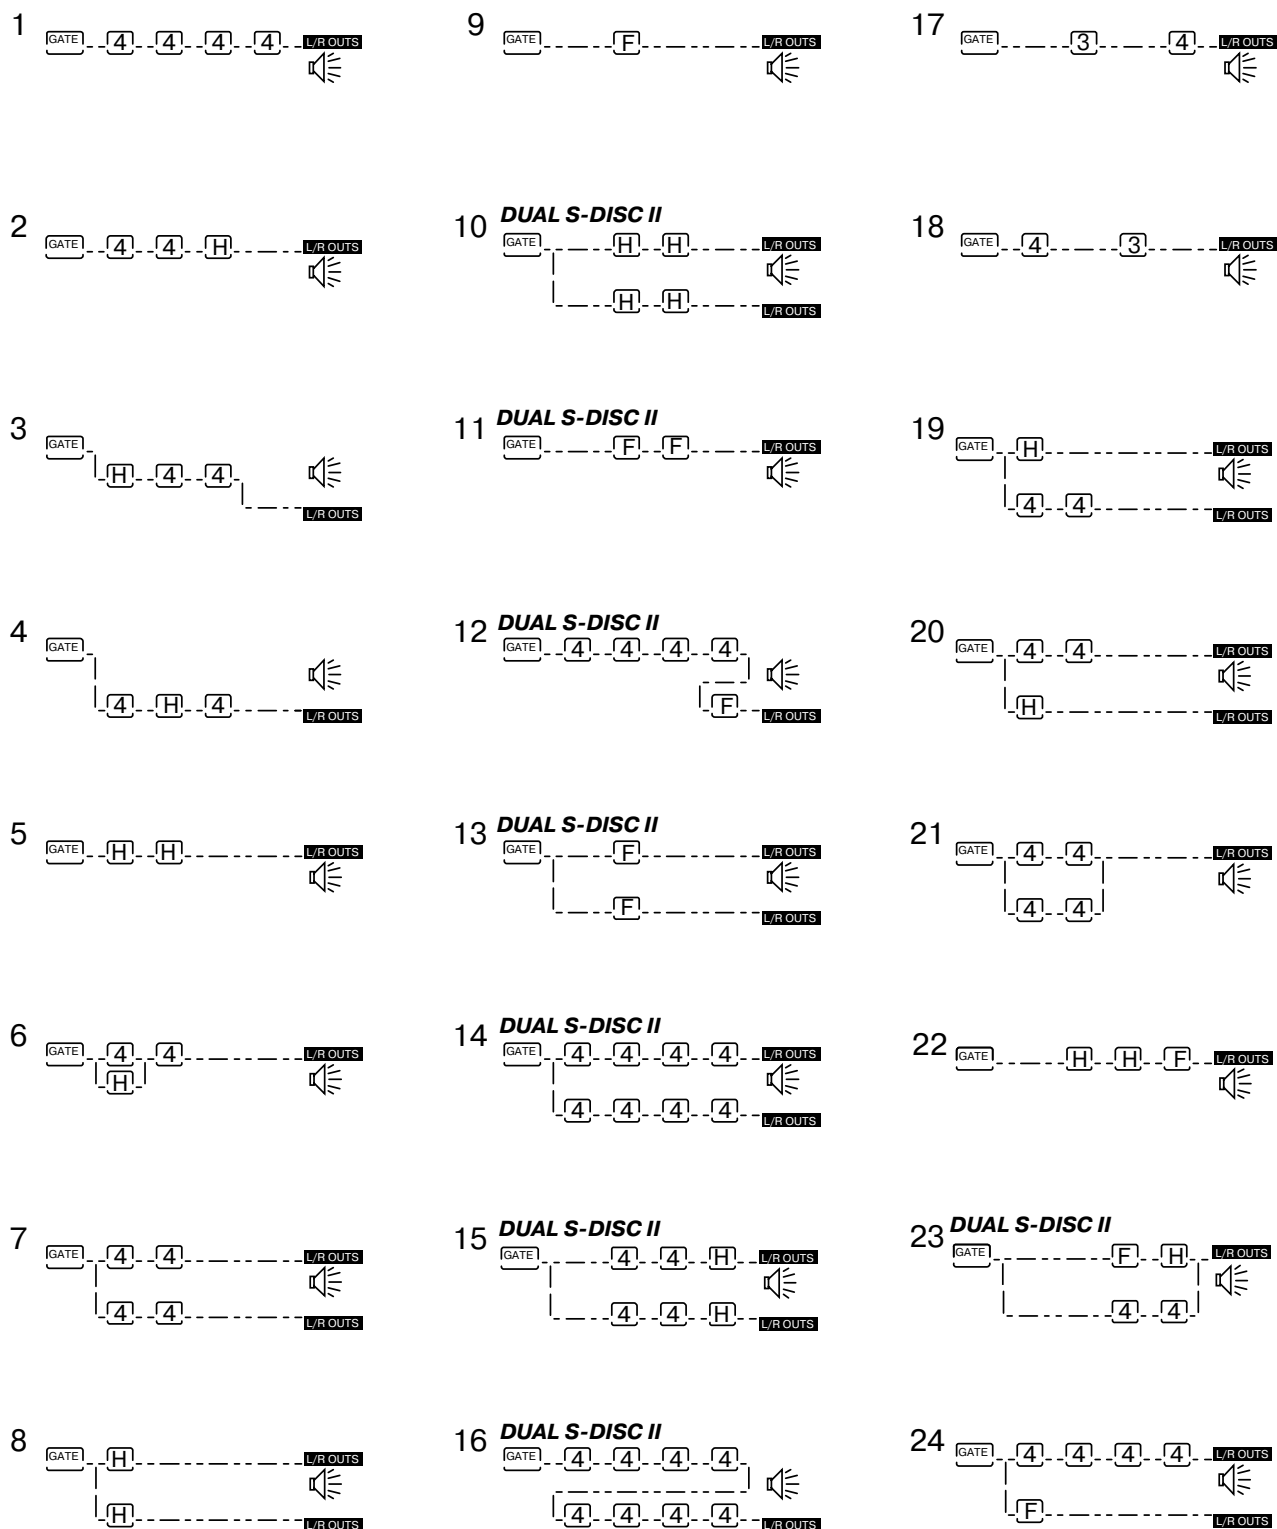 1
GATE 4 4 4 4 L/R OUTS
2
GATE 4 4 H L/R OUTS
3
GATE
H 4 4
L/R OUTS
4
GATE
4 H 4
L/R OUTS
5
GATE H H L/R OUTS
6
GATE 4 4 L/R OUTS
H
7
GATE 4 4 L/R OUTS
4 4 L/R OUTS
8
GATE H L/R OUTS
H L/R OUTS
9
GATE F L/R OUTS
10 DUAL S-DISC II
GATE H H L/R OUTS
H H L/R OUTS
11 DUAL S-DISC II
GATE F F L/R OUTS
12 DUAL S-DISC II
GATE 4 4 4 4
F L/R OUTS
13 DUAL S-DISC II
GATE F L/R OUTS
F L/R OUTS
14 DUAL S-DISC II
GATE 4 4 4 4 L/R OUTS
4 4 4 4 L/R OUTS
15 DUAL S-DISC II
GATE 4 4 H L/R OUTS
4 4 H L/R OUTS
16 DUAL S-DISC II
GATE 4 4 4 4
4 4 4 4 L/R OUTS
17
GATE 3 4 L/R OUTS
18
GATE 4 3 L/R OUTS
19
GATE H L/R OUTS
4 4 L/R OUTS
20
GATE 4 4 L/R OUTS
H L/R OUTS
21
GATE 4 4 L/R OUTS
4 4
22
GATE H H F L/R OUTS
23 DUAL S-DISC II
GATE F H L/R OUTS
4 4
24
GATE 4 4 4 4 L/R OUTS
F L/R OUTS